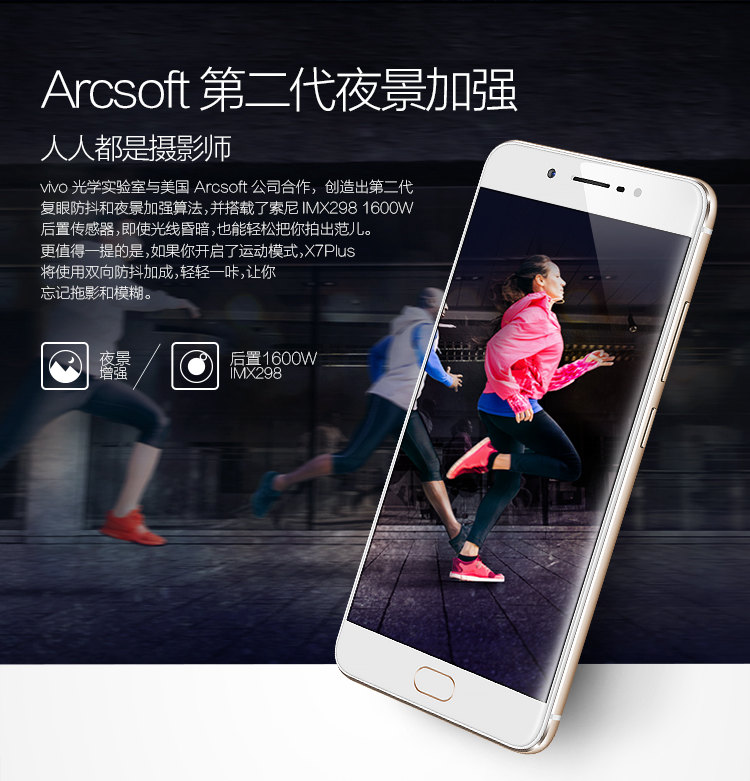 Arcsoft 第二代夜景加强
人人都是摄影师
vivo 光学实验室与美国 Arcsoft 公司合作，创造出第二代
复眼防抖和夜景加强算法，并搭载了索尼 IMX298 1600W
后置传感器，即使光线昏暗，也能轻松把你拍出范儿。
更值得一提的是，如果你开启了运动模式，X7Plus
将使用双向防抖加成，轻轻一咔，让你
忘记拖影和模糊。
夜景
增强
后置1600W
IMX298